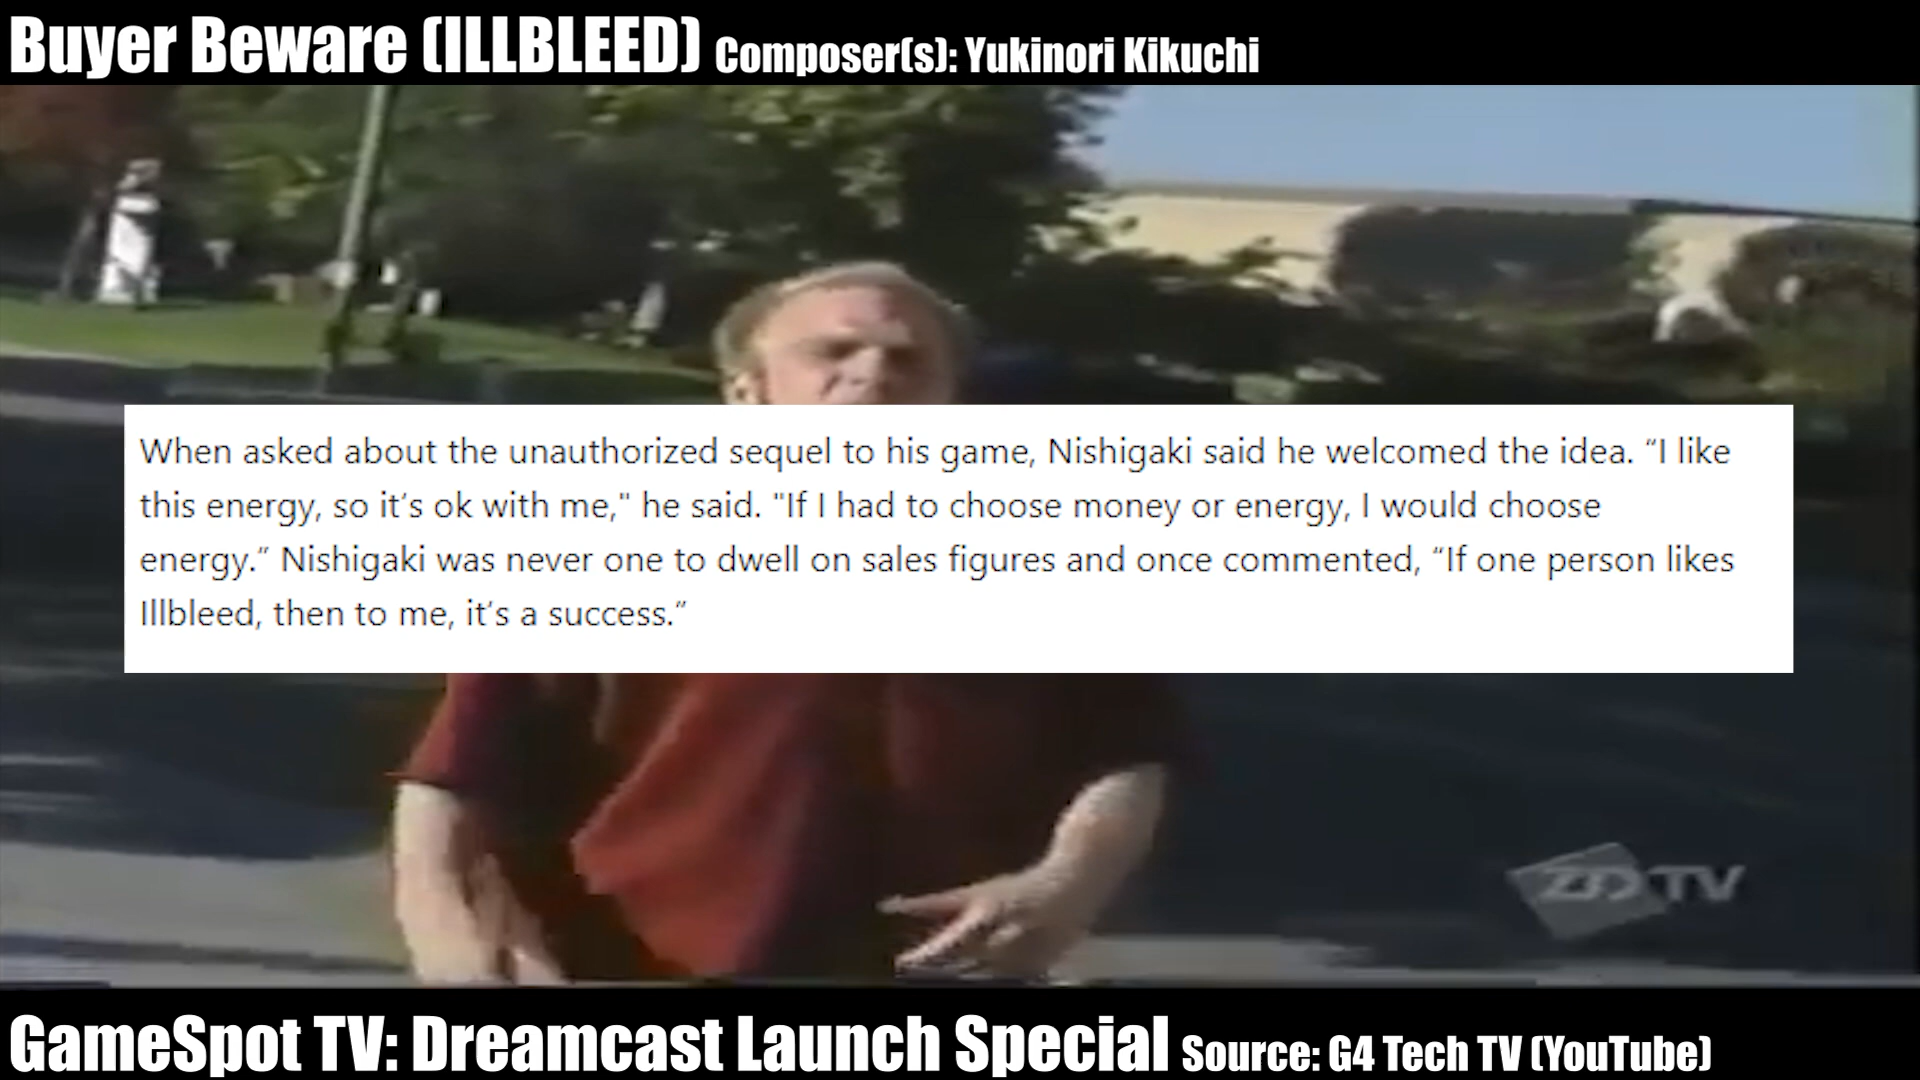 Buyer Beware (ILLBLEED) Composer(s): Yukinori Kikuchi
When asked about the unauthorized sequel to his game, Nishigaki said he welcomed the idea. “I like
this energy, so it’s ok with me," he said. "If I had to choose money or energy, I would choose
energy.” Nishigaki was never one to dwell on sales figures and once commented, “If one person likes
Illbleed, then to me, it’s a success.”
ZDTV
GameSpot TV: Dreamcast Launch Special Source: G4 Tech TV (YouTube)